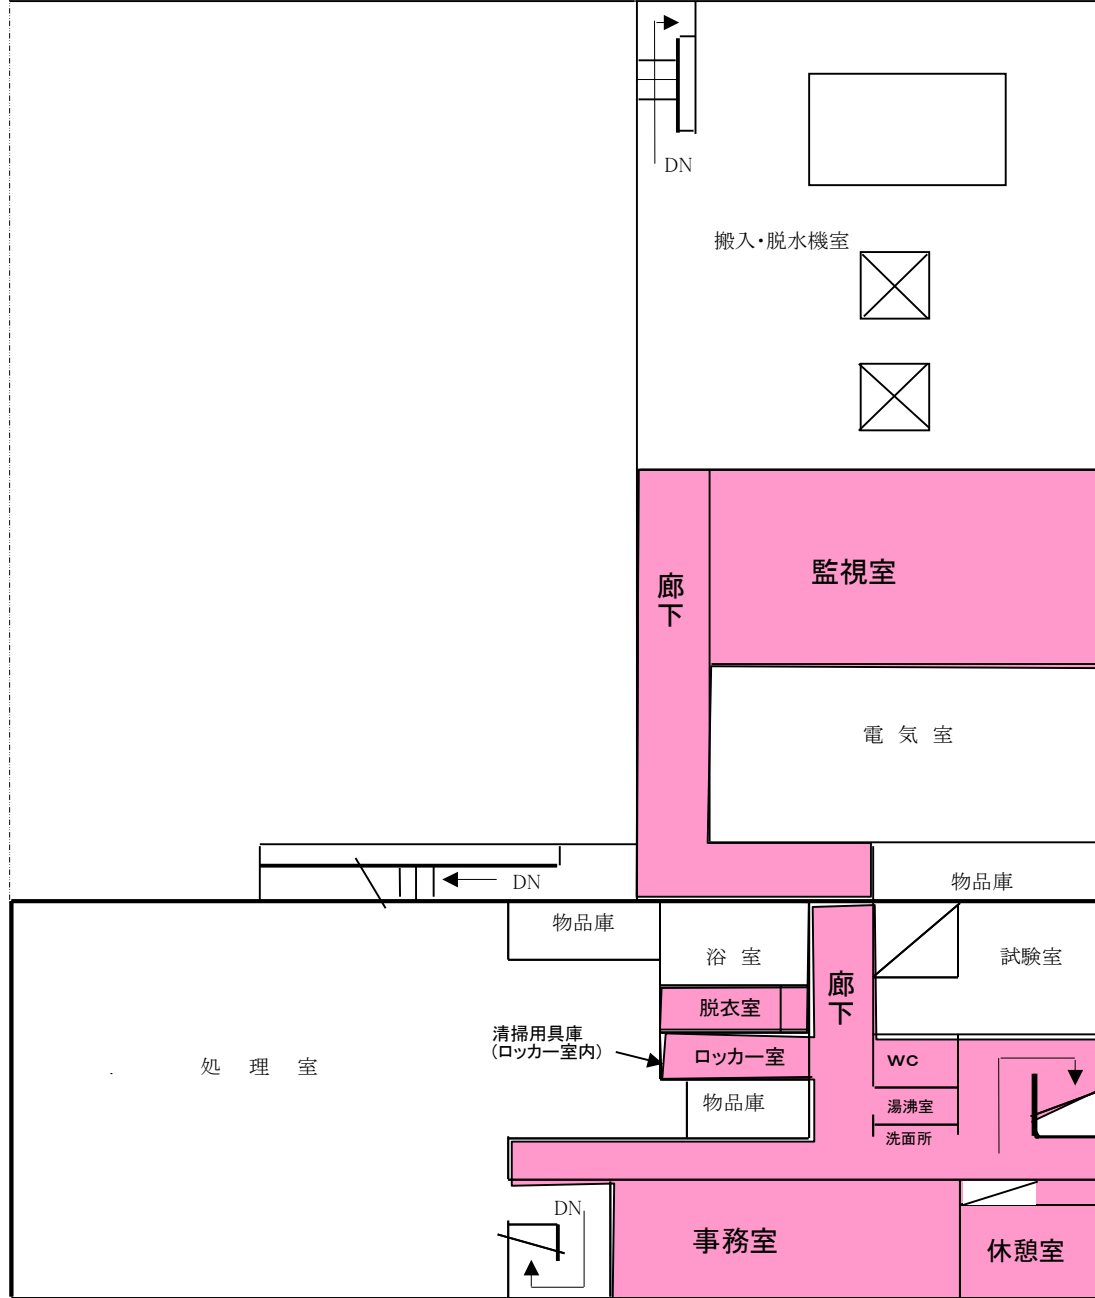 DN
搬入・脱水機室
監視室
廊下
電 気 室
DN
物品庫
物品庫
浴 室
試験室
廊下
脱衣室
清掃用具庫
(ロッカー室内)
ロッカー室
WC
処 理 室
物品庫
湯沸室
洗面所
DN
事務室
休憩室